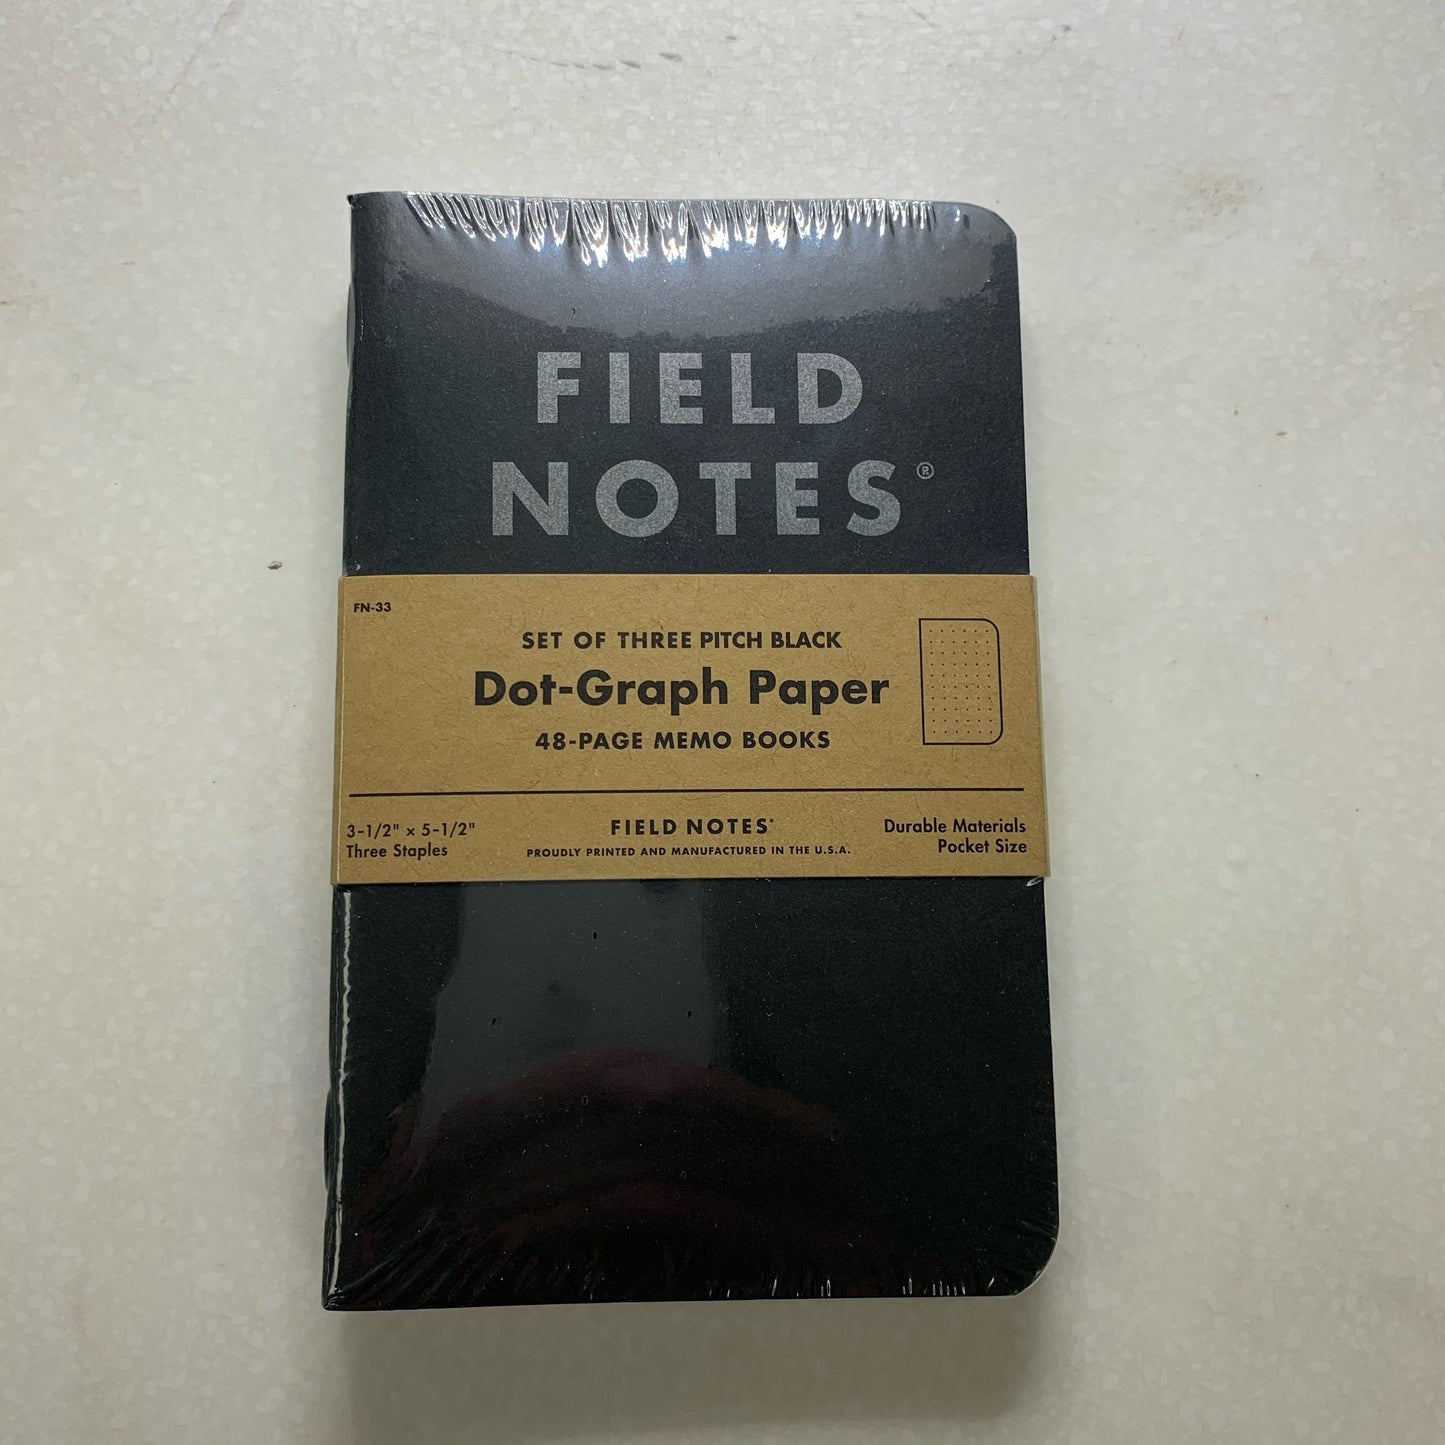 FIELD
NOTES®
FN-33
SET OF THREE PITCH BLACK
Dot-Graph Paper
48-PAGE MEMO BOOKS
3-1/2" × 5-1/2"
Three Staples
FIELD NOTES®
PROUDLY PRINTED AND MANUFACTURED IN THE U.S.A.
Durable Materials
Pocket Size